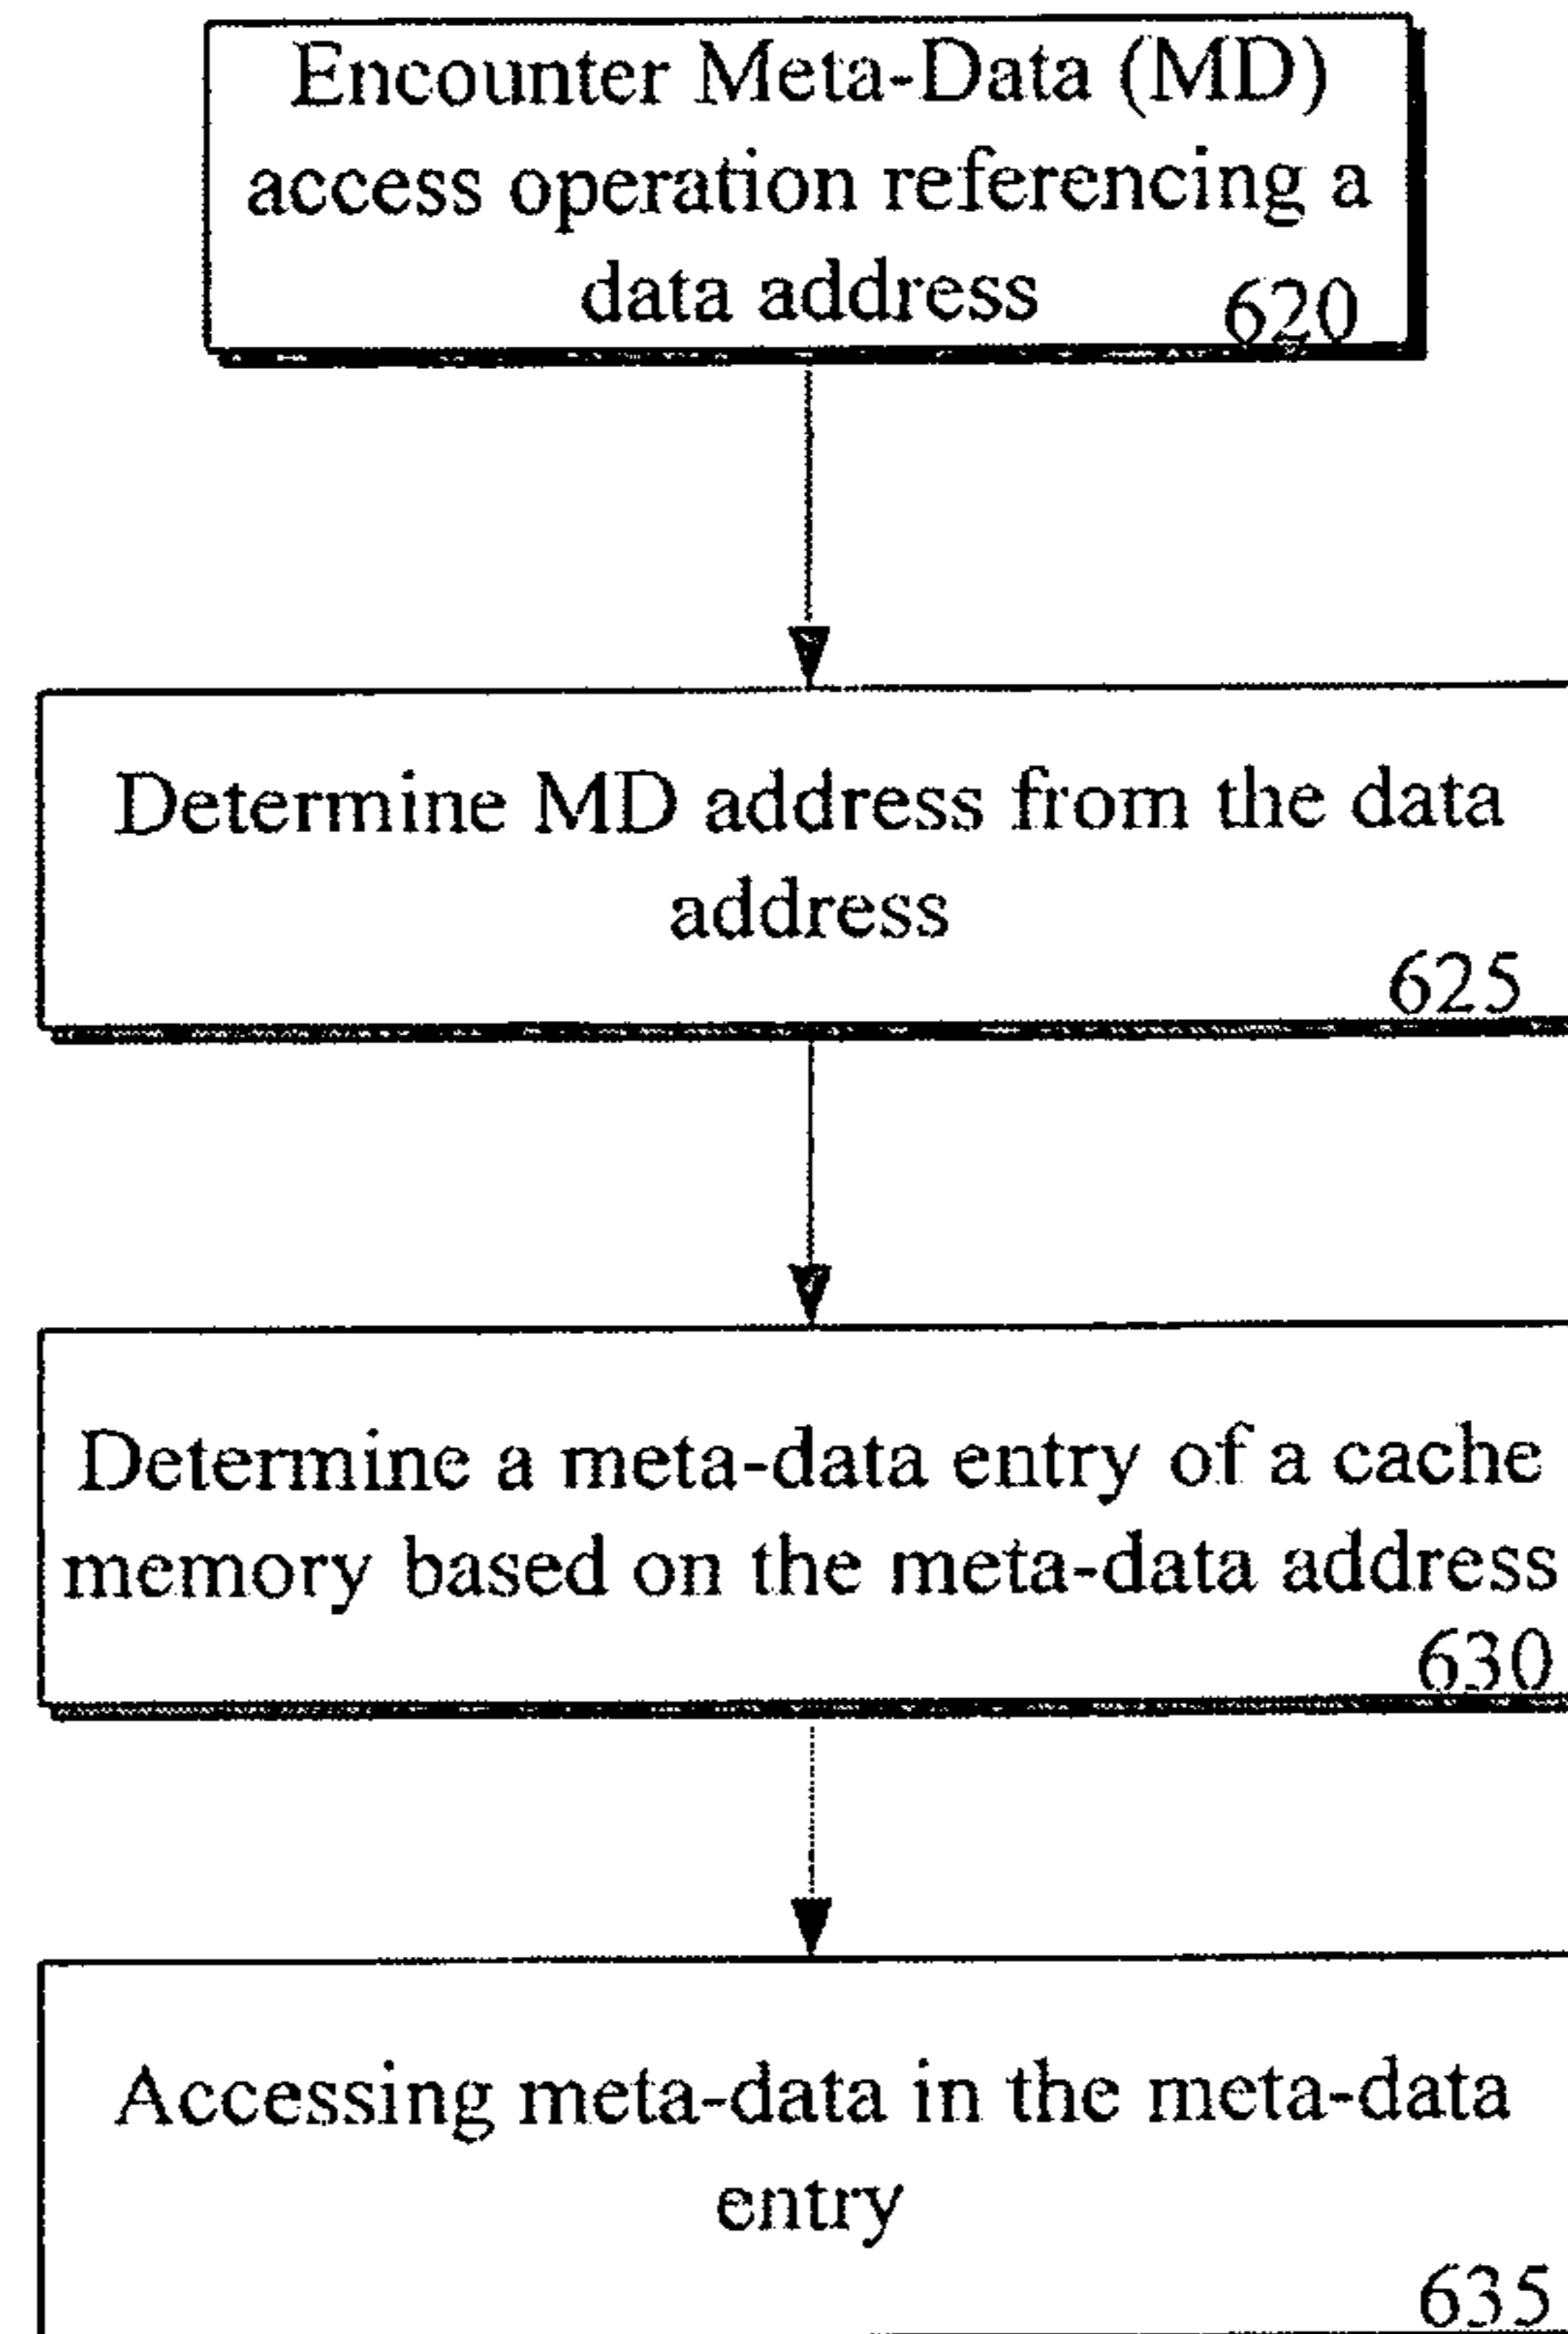 Encounter Meta-Data (MD)
access operation referencing a
data address
620
Determine MD address from the data
address
625
Determine a meta-data entry of a cache
memory based on the meta-data address
630
Accessing meta-data in the meta-data
entry
635